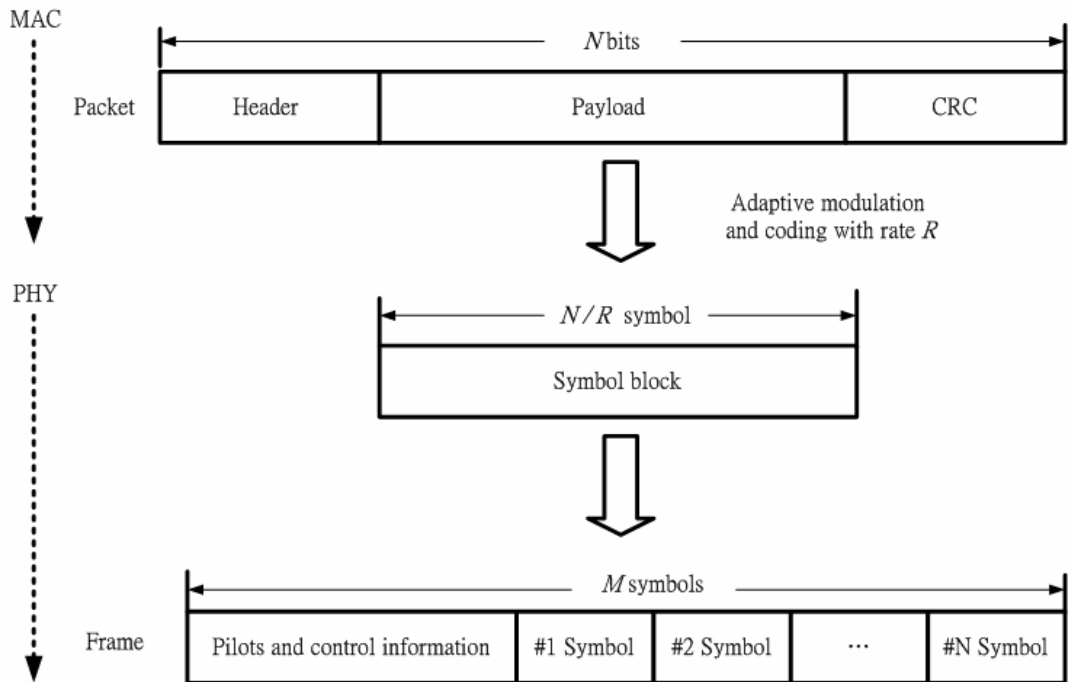 MAC
N bits
Packet
Header
Payload
CRC
Adaptive modulation
and coding with rate R
PHY
N/R symbol
Symbol block
M symbols
Frame
Pilots and control information
#1 Symbol
#2 Symbol
...
#N Symbol